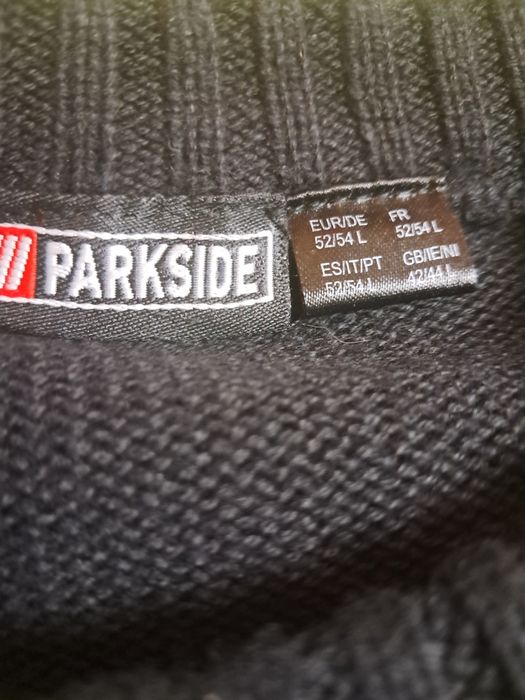 PARKSIDE
EUR/DE FR
52/54 L 52/54 L
ES/IT/PT GB/IE/NI
52/54 L 42/44 L